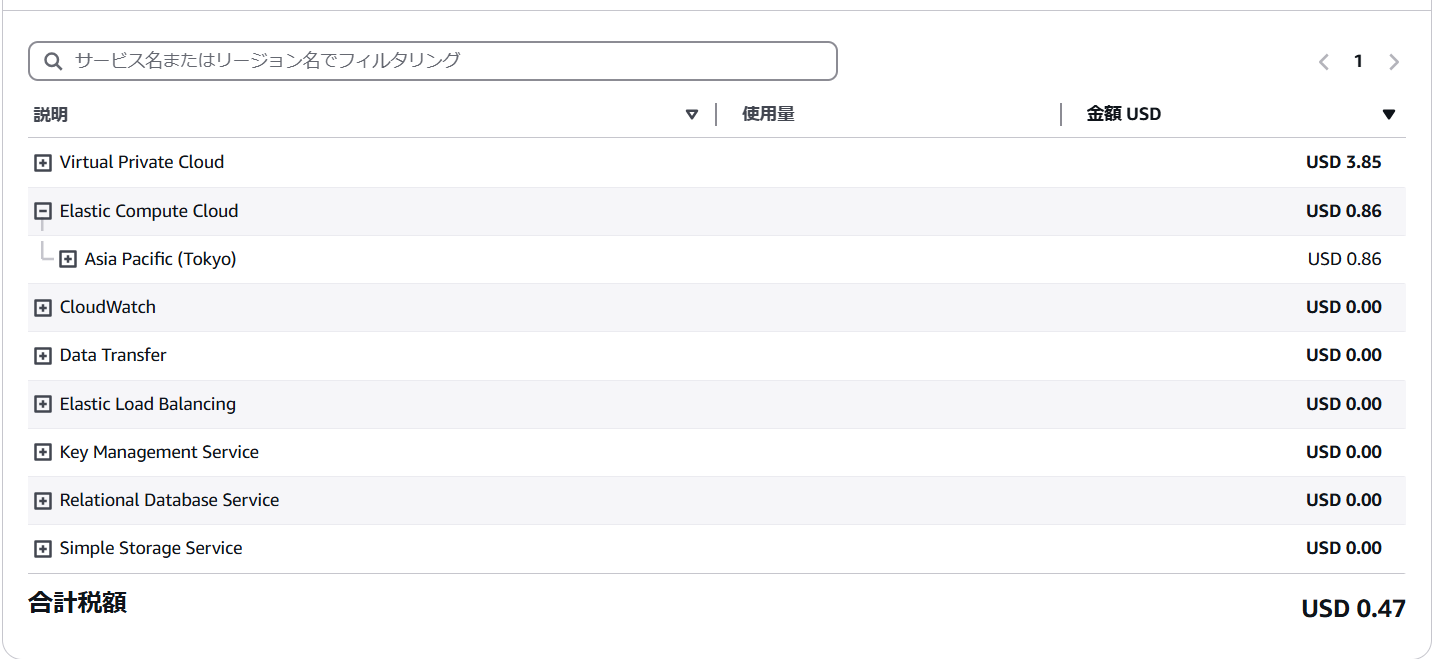 サービス名またはリージョン名でフィルタリング
1
説明 使用量 金額 USD
Virtual Private Cloud USD 3.85
Elastic Compute Cloud USD 0.86
Asia Pacific (Tokyo) USD 0.86
CloudWatch USD 0.00
Data Transfer USD 0.00
Elastic Load Balancing USD 0.00
Key Management Service USD 0.00
Relational Database Service USD 0.00
Simple Storage Service USD 0.00
合計税額 USD 0.47